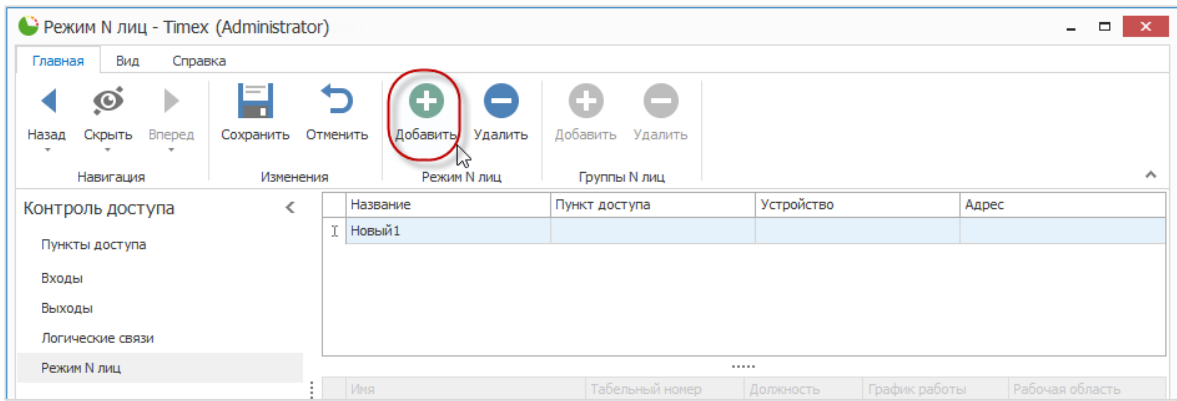 Режим N лиц - Timex (Administrator)
Главная Вид Справка
Назад Скрыть Вперед Сохранить Отменить Добавить Удалить Добавить Удалить
Навигация Изменения Режим N лиц Группы N лиц
Контроль доступа
Название Пункт доступа Устройство Адрес
Новый1
Пункты доступа
Входы
Выходы
Логические связи
Режим N лиц
Имя Табельный номер Должность График работы Рабочая область